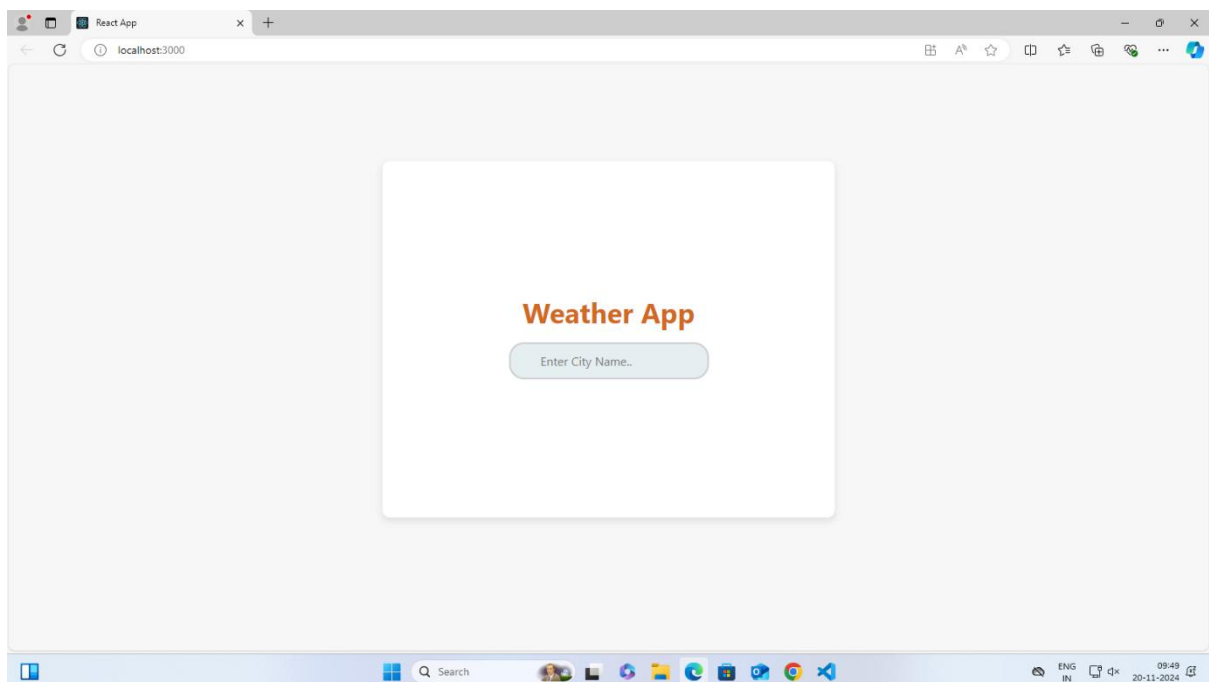 React App
localhost:3000
Weather App
Enter City Name..
Search
ENG
IN
09:49
20-11-2024